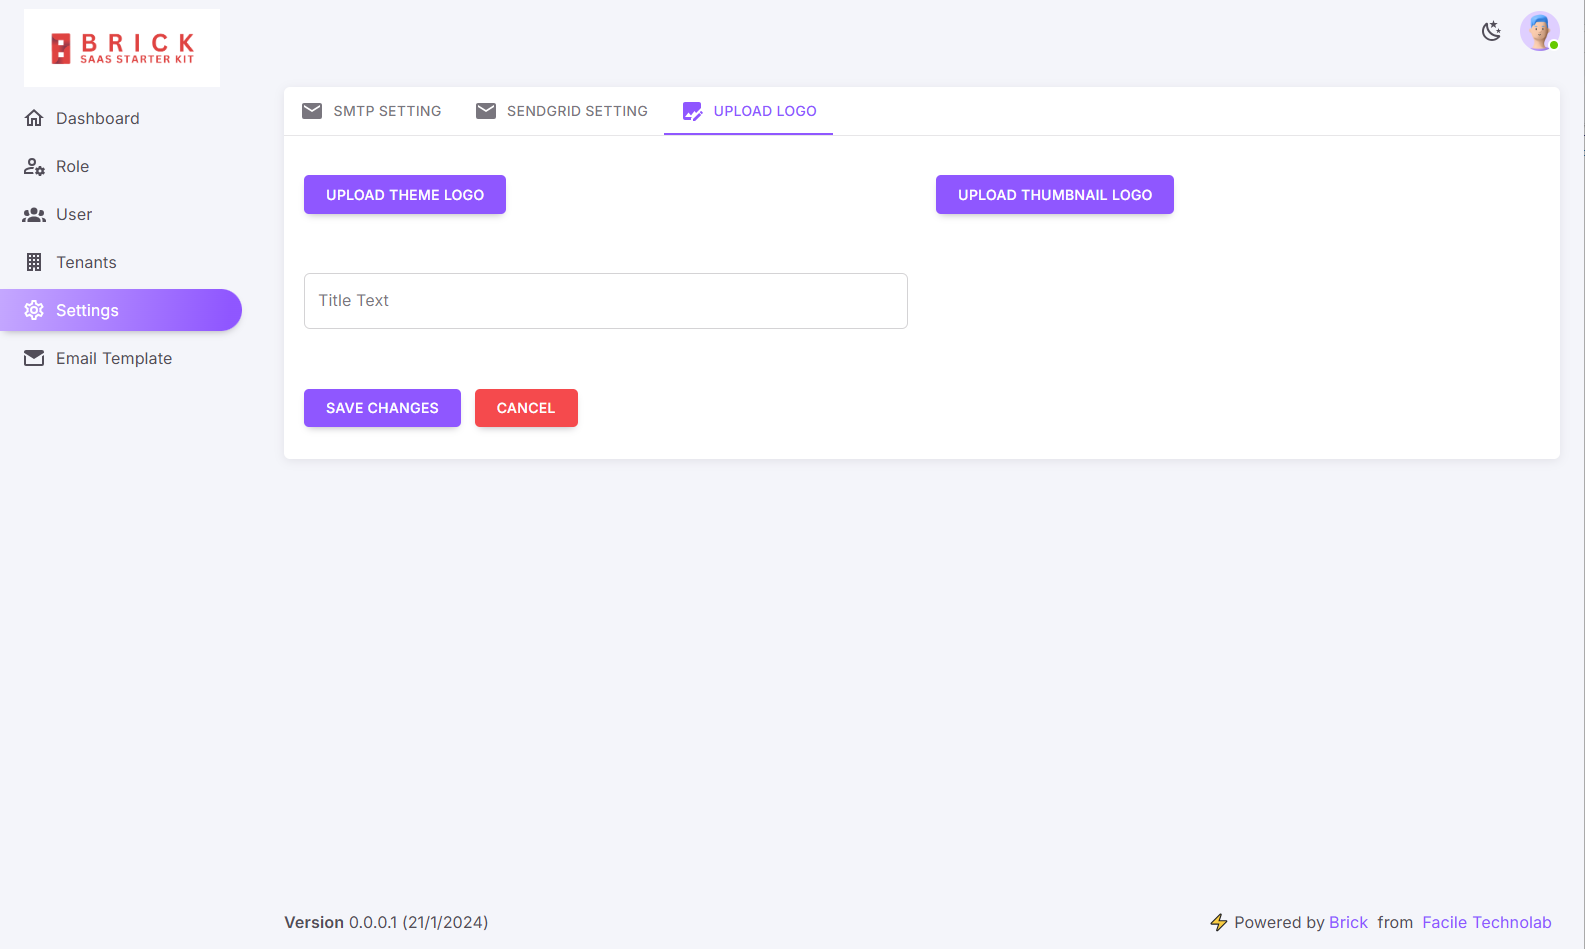 BRICK
SAAS STARTER KIT
Dashboard
Role
User
Tenants
Settings
Email Template
SMTP SETTING
SENDGRID SETTING
UPLOAD LOGO
UPLOAD THEME LOGO
UPLOAD THUMBNAIL LOGO
Title Text
SAVE CHANGES
CANCEL
Version 0.0.0.1 (21/1/2024)
Powered by Brick from Facile Technolab